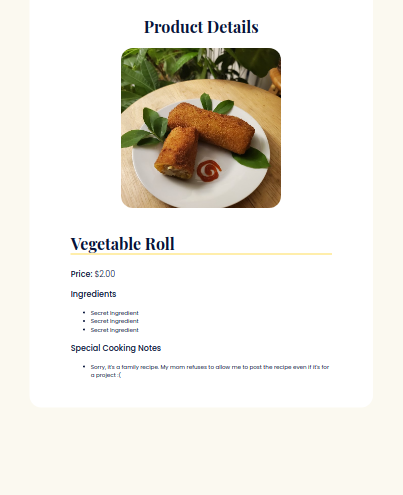 Product Details
Vegetable Roll
Price: $2.00
Ingredients
Secret Ingredient
Secret Ingredient
Secret Ingredient
Special Cooking Notes
Sorry, it's a family recipe. My mom refuses to allow me to post the recipe even if it's for
a project :(